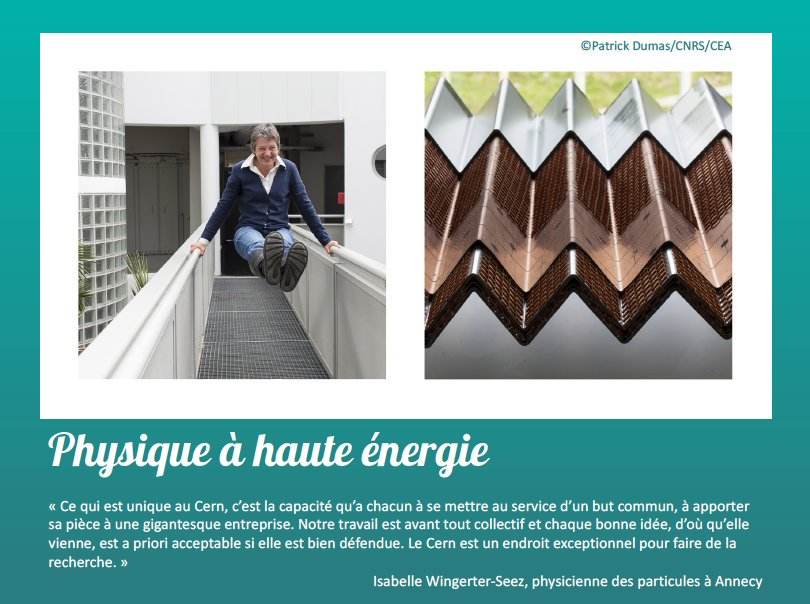 ©Patrick Dumas/CNRS/CEA
Physique à haute énergie
« Ce qui est unique au Cern, c’est la capacité qu’a chacun à se mettre au service d’un but commun, à apporter
sa pièce à une gigantesque entreprise. Notre travail est avant tout collectif et chaque bonne idée, d’où qu’elle
vienne, est a priori acceptable si elle est bien défendue. Le Cern est un endroit exceptionnel pour faire de la
recherche. »
Isabelle Wingerter-Seez, physicienne des particules à Annecy